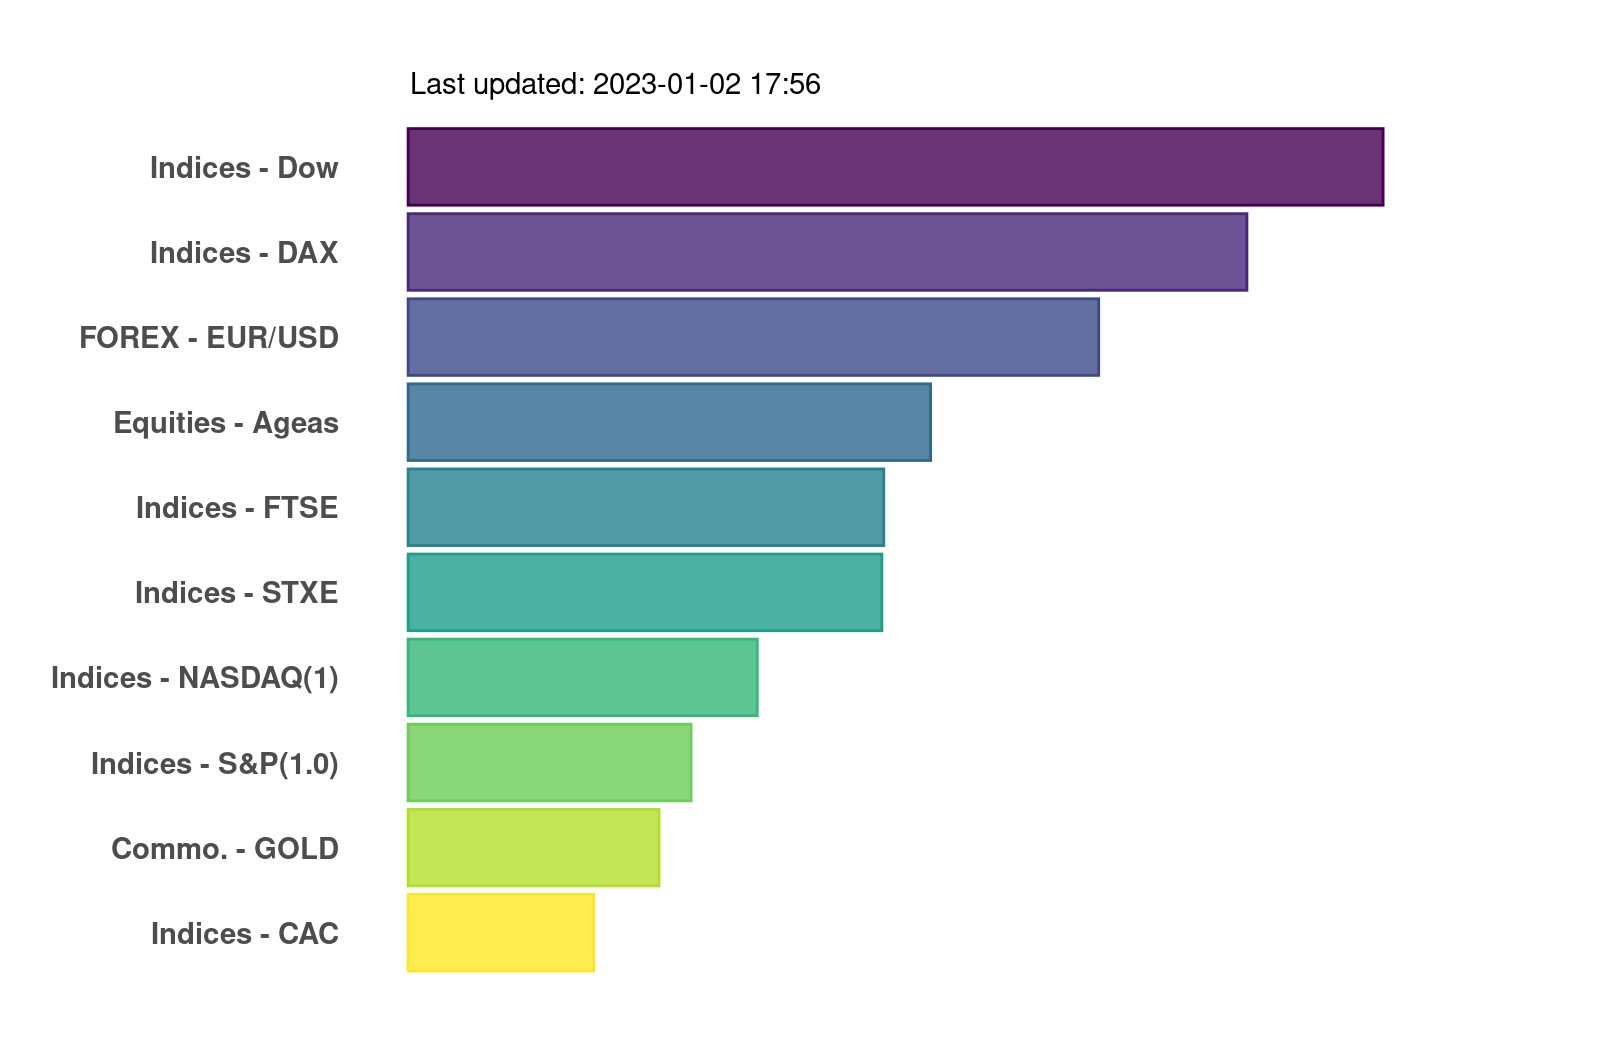 Last updated: 2023-01-02 17:56
Indices - Dow
Indices - DAX
FOREX - EUR/USD
Equities - Ageas
Indices - FTSE
Indices - STXE
Indices - NASDAQ(1)
Indices - S&P(1.0)
Commo. - GOLD
Indices - CAC